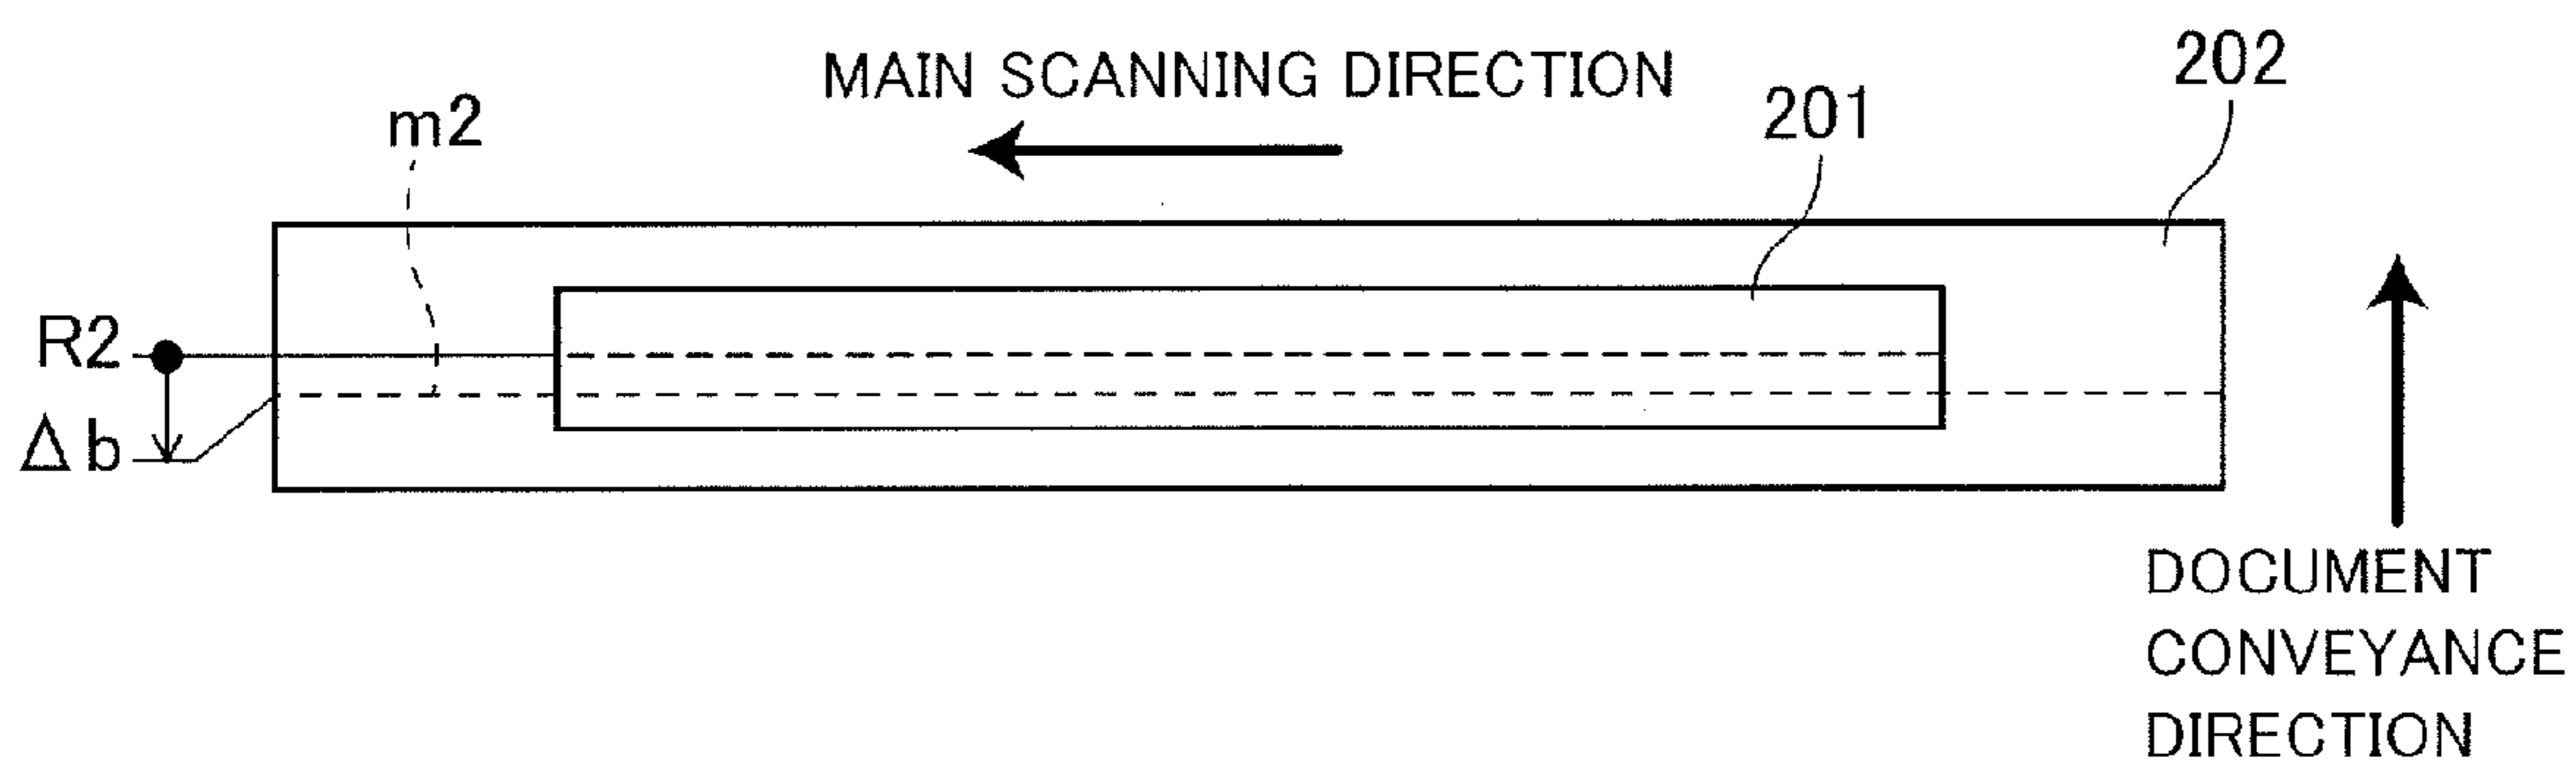 202
MAIN SCANNING DIRECTION
201
m2
R2
Δb
DOCUMENT
CONVEYANCE
DIRECTION